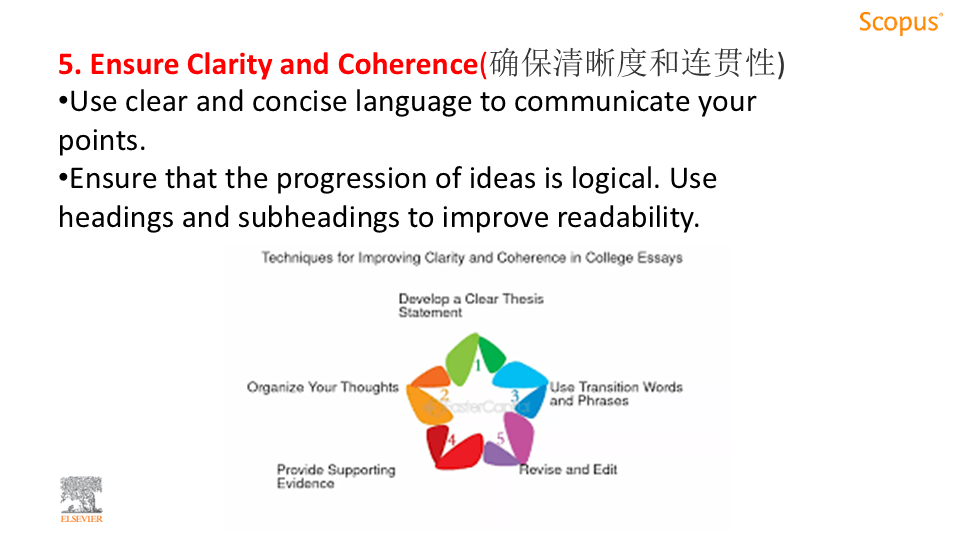 Scopus®
5. Ensure Clarity and Coherence(确保清晰度和连贯性)
•Use clear and concise language to communicate your
points.
•Ensure that the progression of ideas is logical. Use
headings and subheadings to improve readability.
Techniques for Improving Clarity and Coherence in College Essays
Develop a Clear Thesis
Statement
1
Organize Your Thoughts
2
3
Use Transition Words
and Phrases
4
5
Provide Supporting
Evidence
Revise and Edit
ELSEVIER